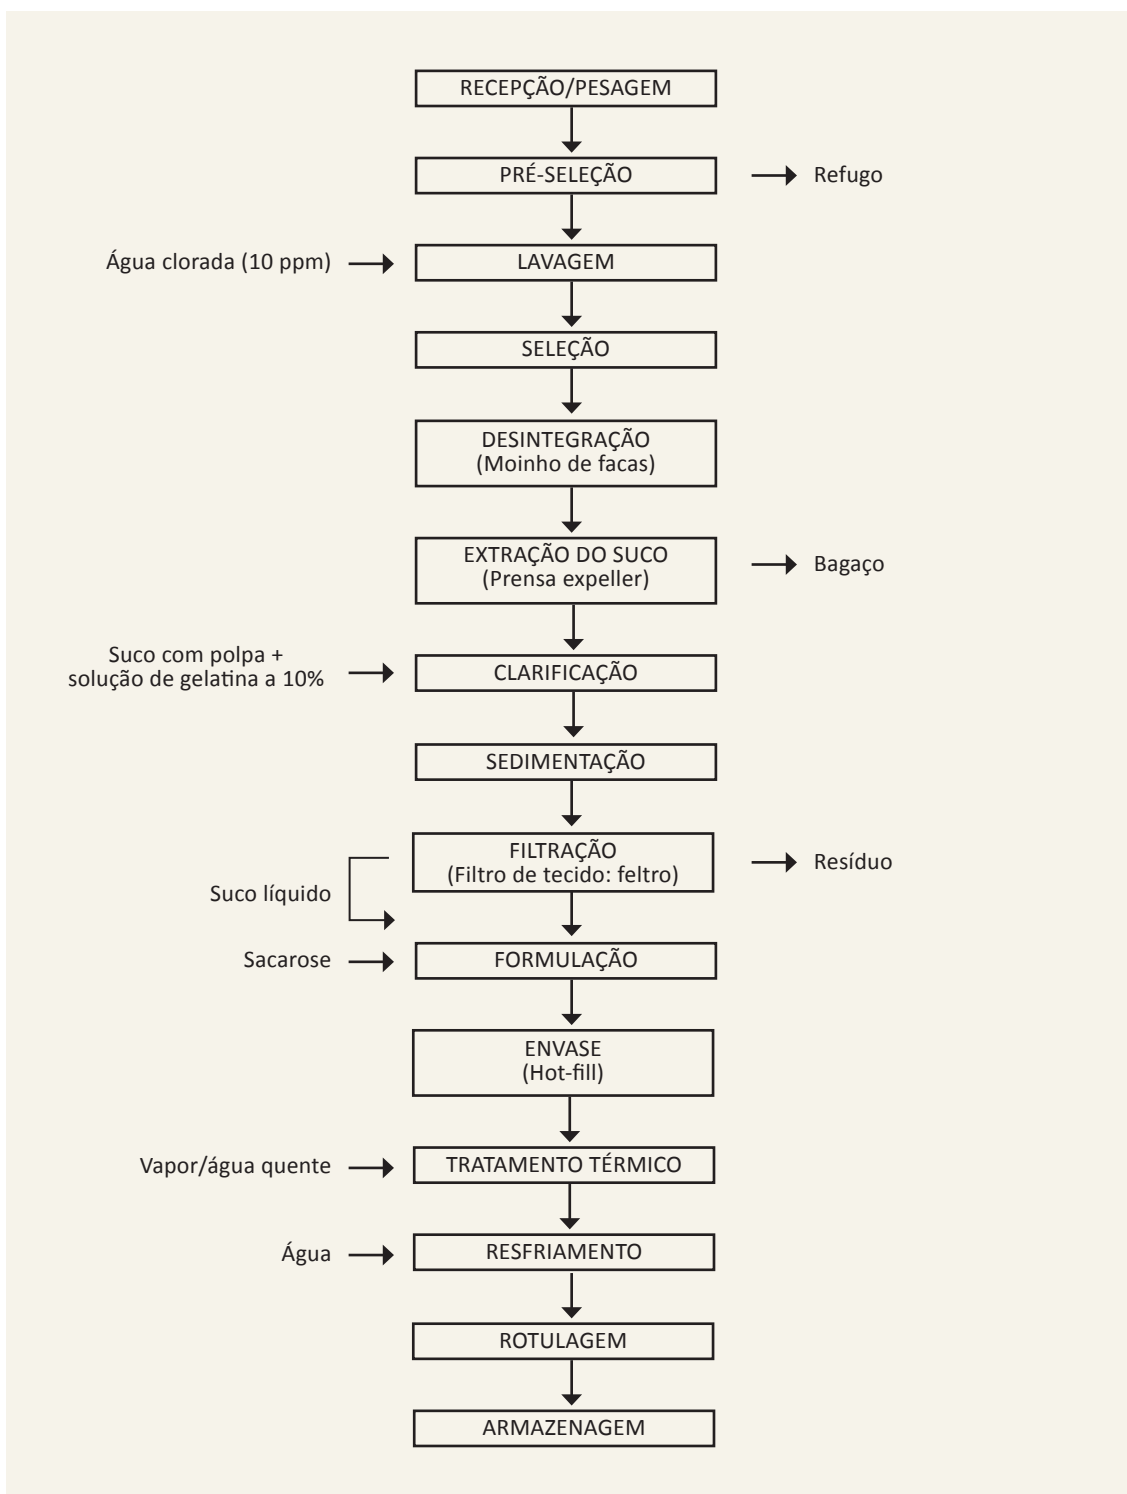 RECEPÇÃO/PESAGEM
PRÉ-SELEÇÃO
Refugo
Água clorada (10 ppm)
LAVAGEM
SELEÇÃO
DESINTEGRAÇÃO
(Moinho de facas)
EXTRAÇÃO DO SUCO
(Prensa expeller)
Bagaço
Suco com polpa +
solução de gelatina a 10%
CLARIFICAÇÃO
SEDIMENTAÇÃO
FILTRAÇÃO
(Filtro de tecido: feltro)
Resíduo
Suco líquido
Sacarose
FORMULAÇÃO
ENVASE
(Hot-fill)
Vapor/água quente
TRATAMENTO TÉRMICO
Água
RESFRIAMENTO
ROTULAGEM
ARMAZENAGEM